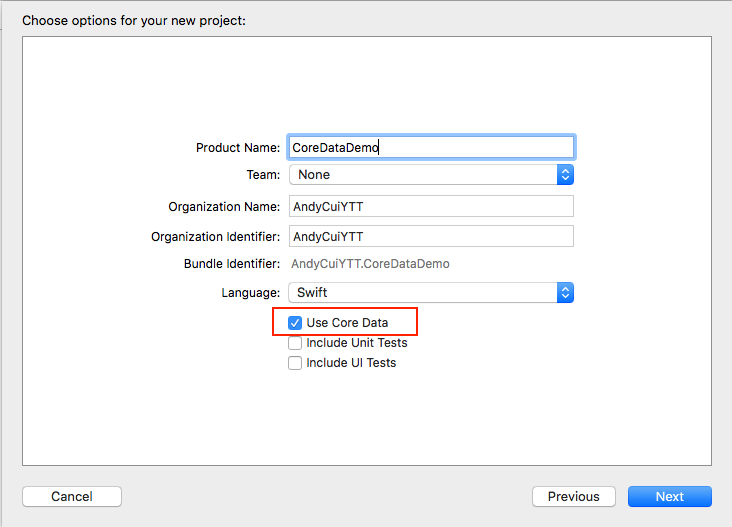 Choose options for your new project:
Product Name: CoreDataDemo
Team: None
Organization Name: AndyCuiYTT
Organization Identifier: AndyCuiYTT
Bundle Identifier: AndyCuiYTT.CoreDataDemo
Language: Swift
Use Core Data
Include Unit Tests
Include UI Tests
Cancel Previous Next